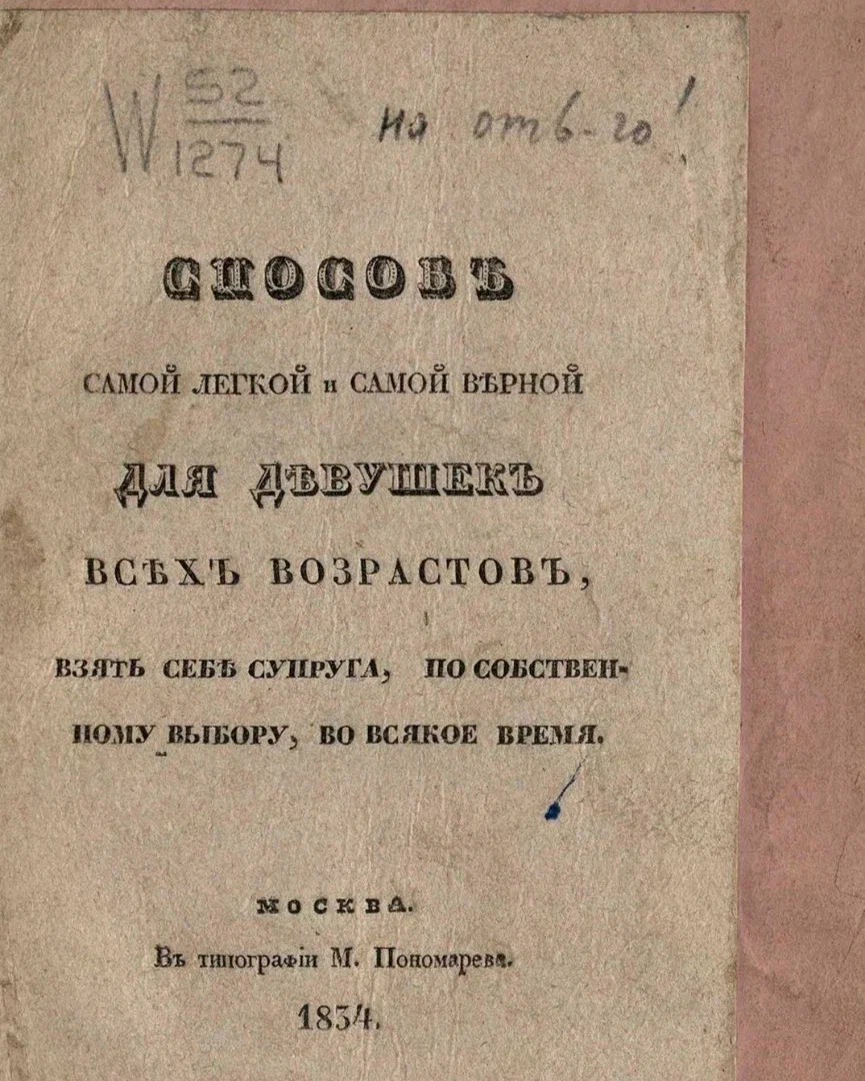 W 52
1274
на отв-го!
СПОСОБЪ
САМОЙ ЛЕГКОЙ и САМОЙ ВѢРНОЙ
ДЛЯ ДѢВУШЕКЪ
ВСѢХЪ ВОЗРАСТОВЪ,
ВЗЯТЬ СЕБѢ СУПРУГА, ПО СОБСТВЕН-
НОМУ ВЫБОРУ, ВО ВСЯКОЕ ВРЕМЯ.
МОСКВА.
Въ типографіи М. Пономарева.
1834.